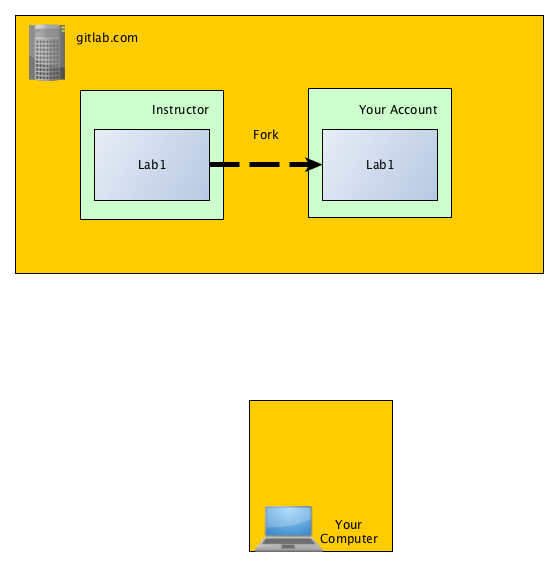 gitlab.com
Instructor
Your Account
Fork
Lab1
Lab1
Your
Computer